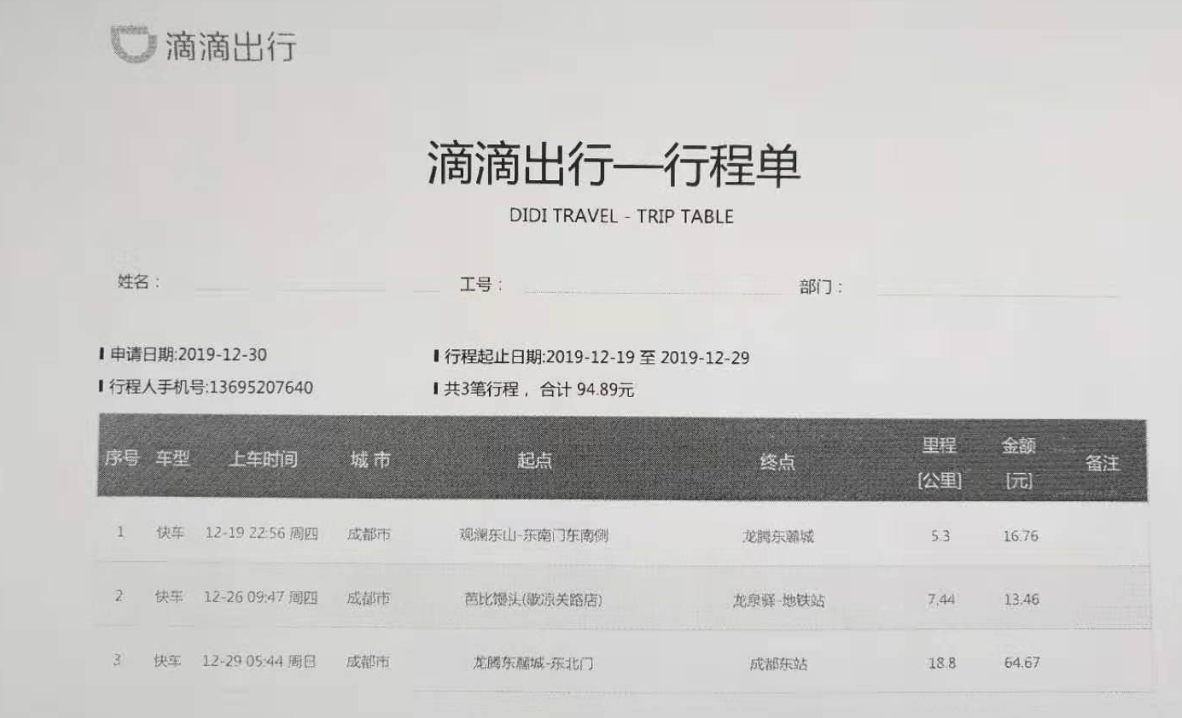 滴滴出行
滴滴出行—行程单
DIDI TRAVEL - TRIP TABLE
姓名： 工号： 部门：
申请日期:2019-12-30 行程起止日期:2019-12-19 至 2019-12-29
行程人手机号:13695207640 共3笔行程， 合计 94.89元
序号 车型 上车时间 城市 起点 终点 里程[公里] 金额[元] 备注
1 快车 12-19 22:56 周四 成都市 观澜东山-东南门东南侧 龙腾东麓城 5.3 16.76
2 快车 12-26 09:47 周四 成都市 芭比馒头(歇凉关路店) 龙泉驿-地铁站 7.44 13.46
3 快车 12-29 05:44 周日 成都市 龙腾东麓城-东北门 成都东站 18.8 64.67